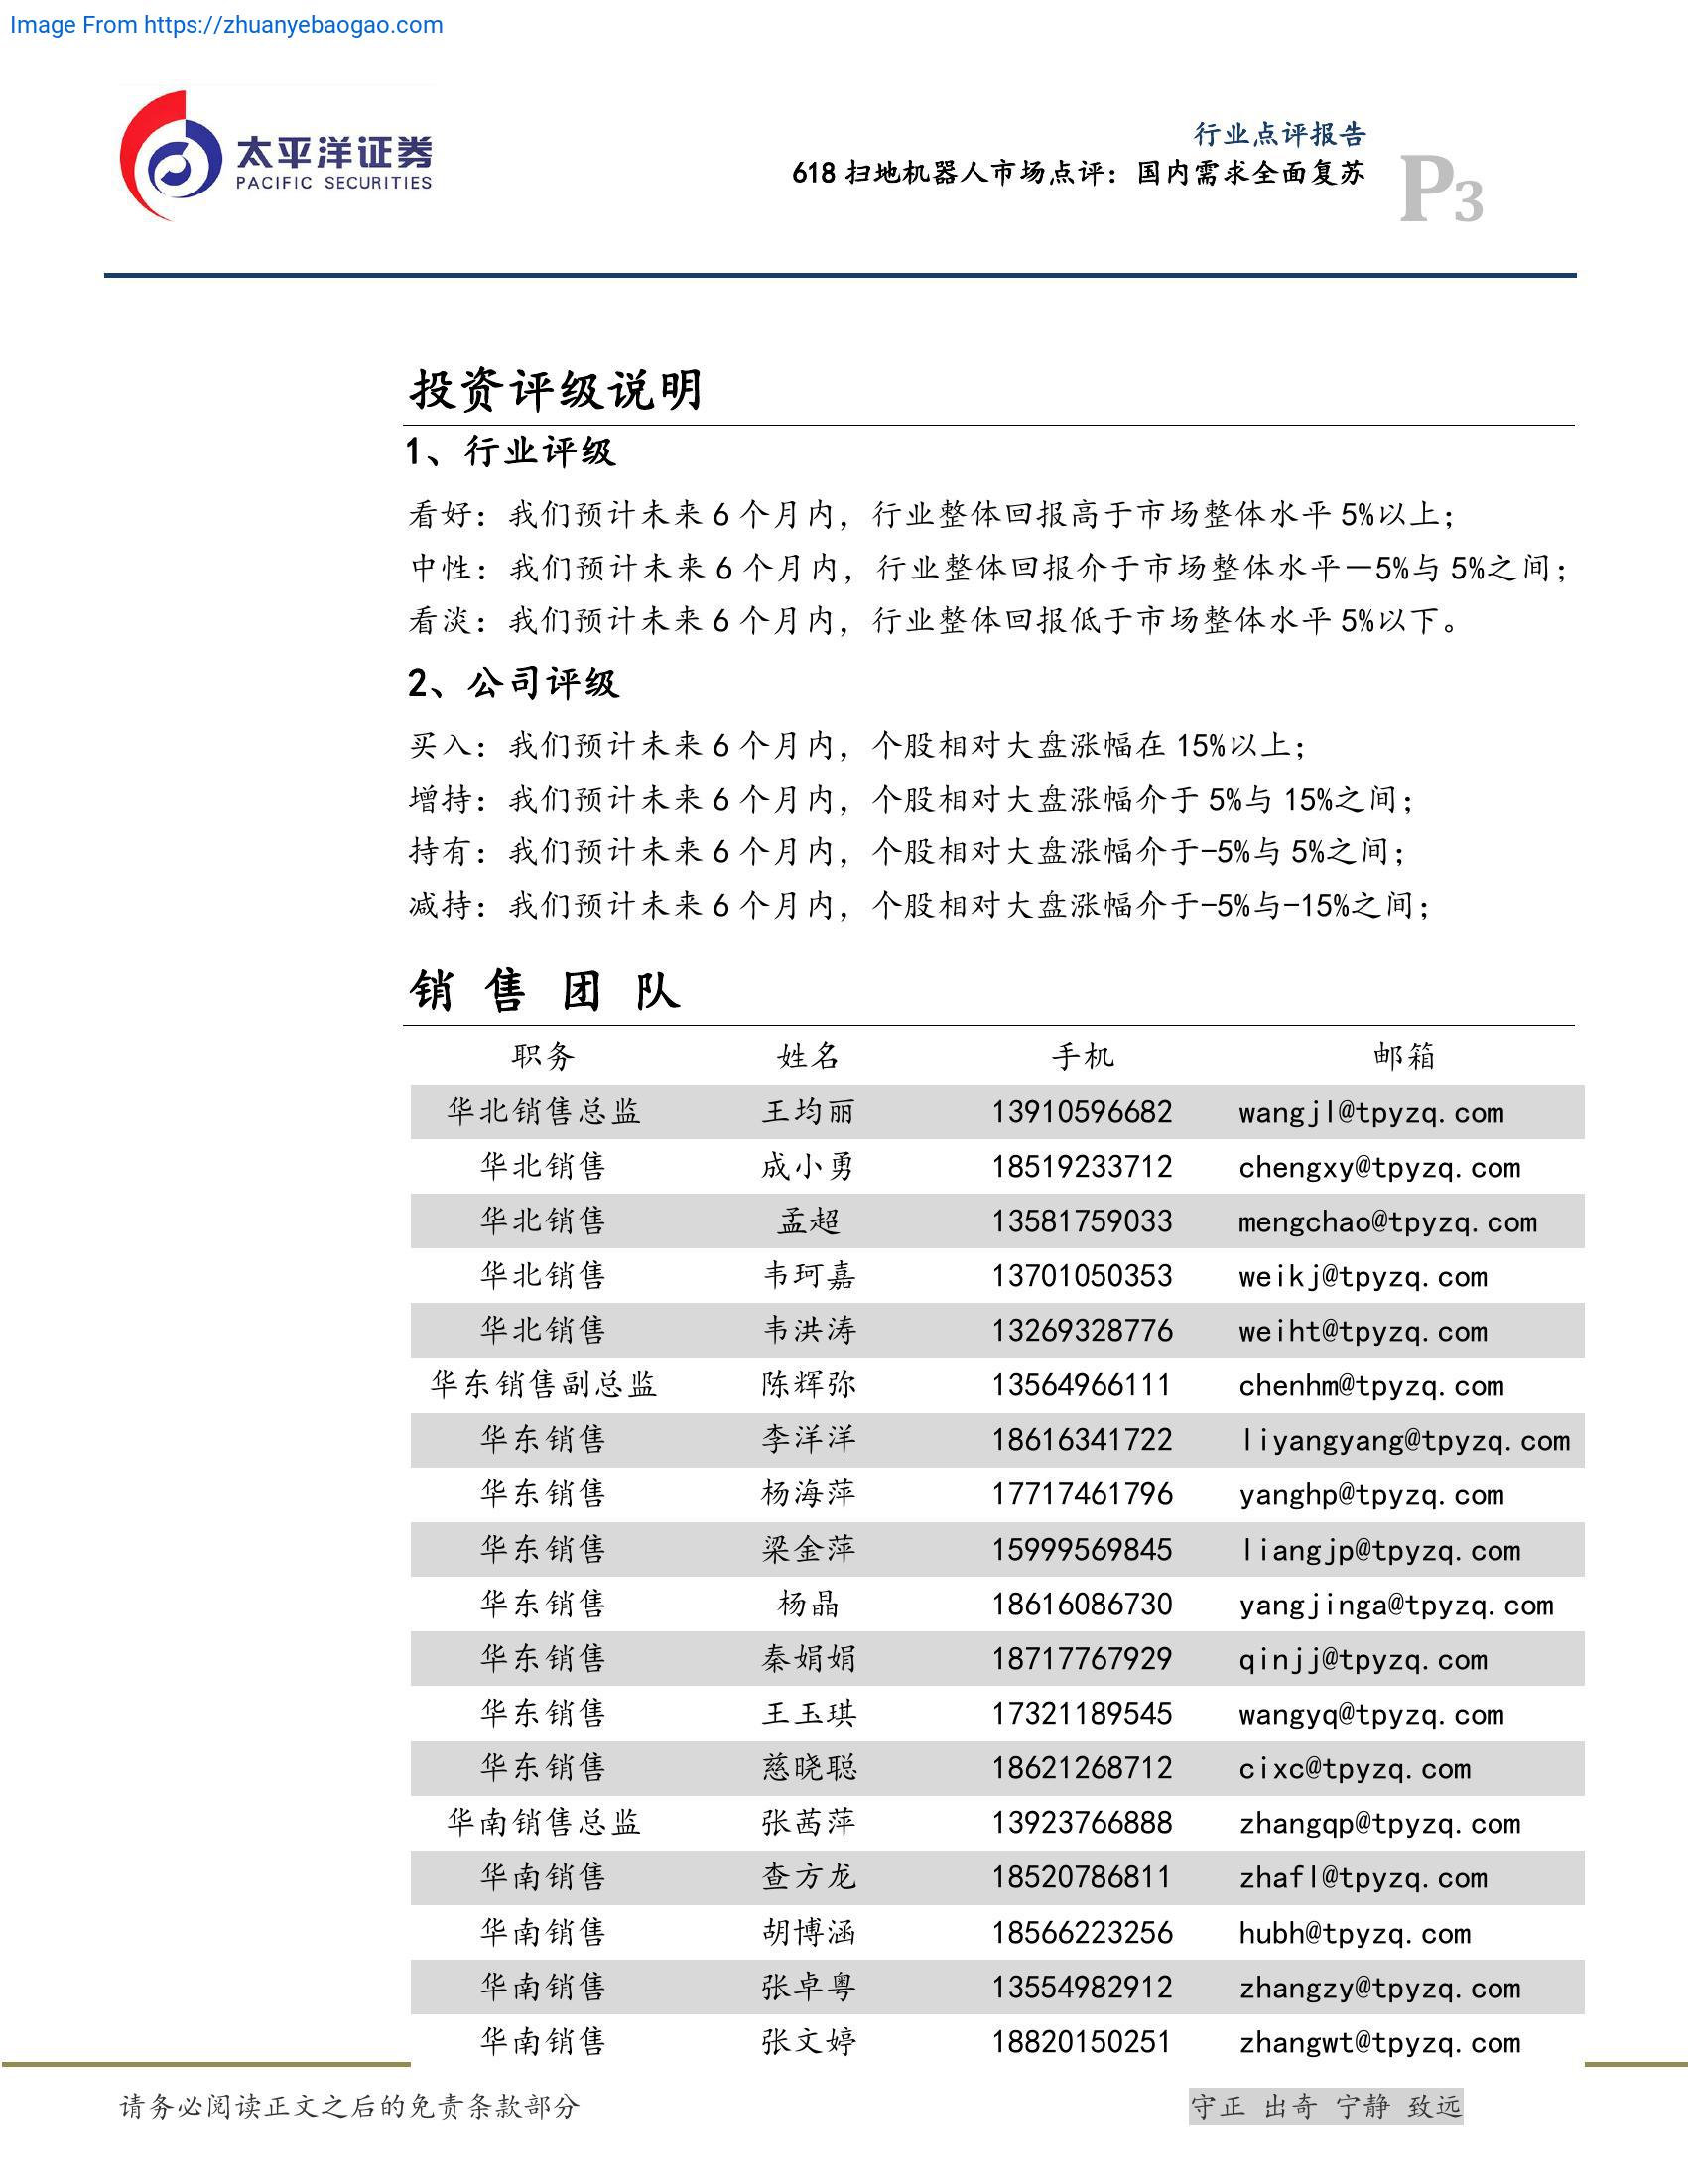 Image From https://zhuanyebaogao.com
太平洋证券
PACIFIC SECURITIES
行业点评报告
618 扫地机器人市场点评：国内需求全面复苏
P3
投资评级说明
1、行业评级
看好：我们预计未来 6 个月内，行业整体回报高于市场整体水平 5%以上；
中性：我们预计未来 6 个月内，行业整体回报介于市场整体水平－5%与 5%之间；
看淡：我们预计未来 6 个月内，行业整体回报低于市场整体水平 5%以下。
2、公司评级
买入：我们预计未来 6 个月内，个股相对大盘涨幅在 15%以上；
增持：我们预计未来 6 个月内，个股相对大盘涨幅介于 5%与 15%之间；
持有：我们预计未来 6 个月内，个股相对大盘涨幅介于-5%与 5%之间；
减持：我们预计未来 6 个月内，个股相对大盘涨幅介于-5%与-15%之间；
销 售 团 队
职务 姓名 手机 邮箱
华北销售总监 王均丽 13910596682 wangjl@tpyzq.com
华北销售 成小勇 18519233712 chengxy@tpyzq.com
华北销售 孟超 13581759033 mengchao@tpyzq.com
华北销售 韦珂嘉 13701050353 weikj@tpyzq.com
华北销售 韦洪涛 13269328776 weiht@tpyzq.com
华东销售副总监 陈辉弥 13564966111 chenhm@tpyzq.com
华东销售 李洋洋 18616341722 liyangyang@tpyzq.com
华东销售 杨海萍 17717461796 yanghp@tpyzq.com
华东销售 梁金萍 15999569845 liangjp@tpyzq.com
华东销售 杨晶 18616086730 yangjinga@tpyzq.com
华东销售 秦娟娟 18717767929 qinjj@tpyzq.com
华东销售 王玉琪 17321189545 wangyq@tpyzq.com
华东销售 慈晓聪 18621268712 cixc@tpyzq.com
华南销售总监 张茜萍 13923766888 zhangqp@tpyzq.com
华南销售 查方龙 18520786811 zhafl@tpyzq.com
华南销售 胡博涵 18566223256 hubh@tpyzq.com
华南销售 张卓粤 13554982912 zhangzy@tpyzq.com
华南销售 张文婷 18820150251 zhangwt@tpyzq.com
请务必阅读正文之后的免责条款部分 守正 出奇 宁静 致远